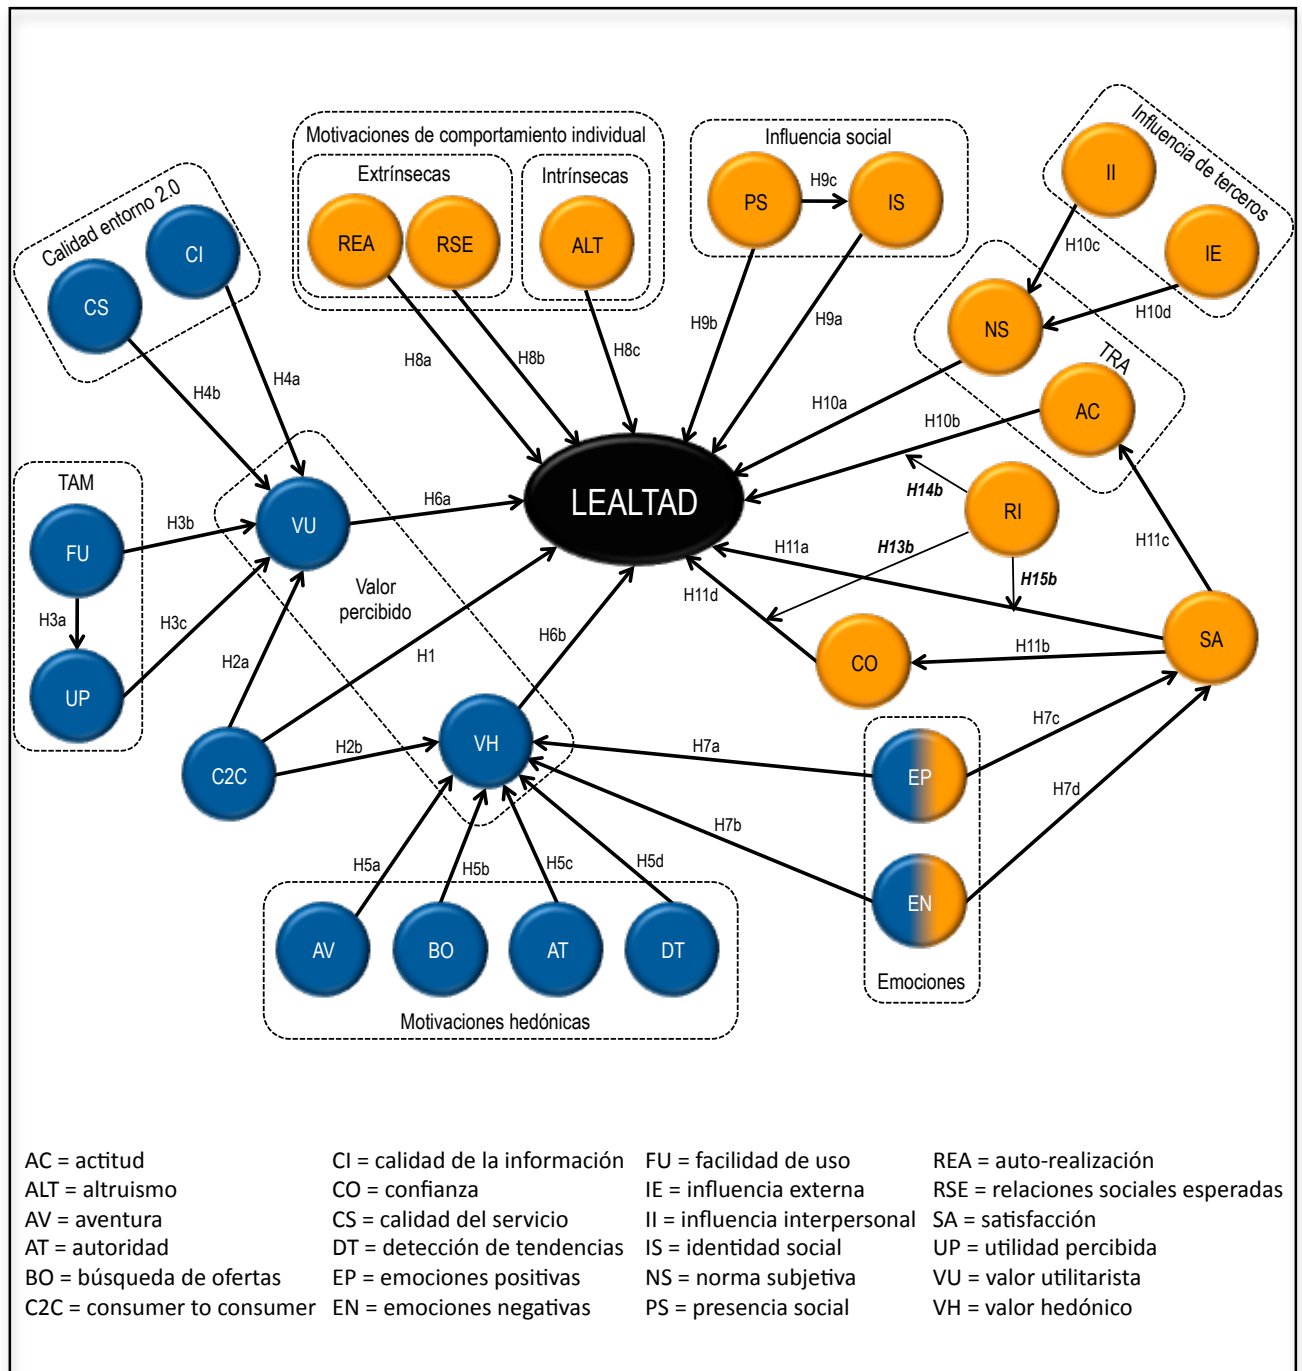 Motivaciones de comportamiento individual
Extrínsecas
Intrínsecas
REA
RSE
ALT
Influencia social
PS
H9c
IS
Influencia de terceros
II
IE
Calidad entorno 2.0
CI
CS
H10c
H10d
NS
TRA
AC
H4b
H4a
H8a
H8b
H8c
H9b
H9a
H10a
H10b
TAM
FU
H3b
H3a
H3c
UP
VU
H6a
LEALTAD
H14b
RI
H13b
H15b
H11a
H11c
H11d
Valor
percibido
H2a
H1
H6b
CO
H11b
SA
C2C
H2b
VH
H7a
H7c
EP
H7b
H7d
EN
Emociones
H5a
H5b
H5c
H5d
AV
BO
AT
DT
Motivaciones hedónicas
AC = actitud
ALT = altruismo
AV = aventura
AT = autoridad
BO = búsqueda de ofertas
C2C = consumer to consumer
CI = calidad de la información
CO = confianza
CS = calidad del servicio
DT = detección de tendencias
EP = emociones positivas
EN = emociones negativas
FU = facilidad de uso
IE = influencia externa
II = influencia interpersonal
IS = identidad social
NS = norma subjetiva
PS = presencia social
REA = auto-realización
RSE = relaciones sociales esperadas
SA = satisfacción
UP = utilidad percibida
VU = valor utilitarista
VH = valor hedónico